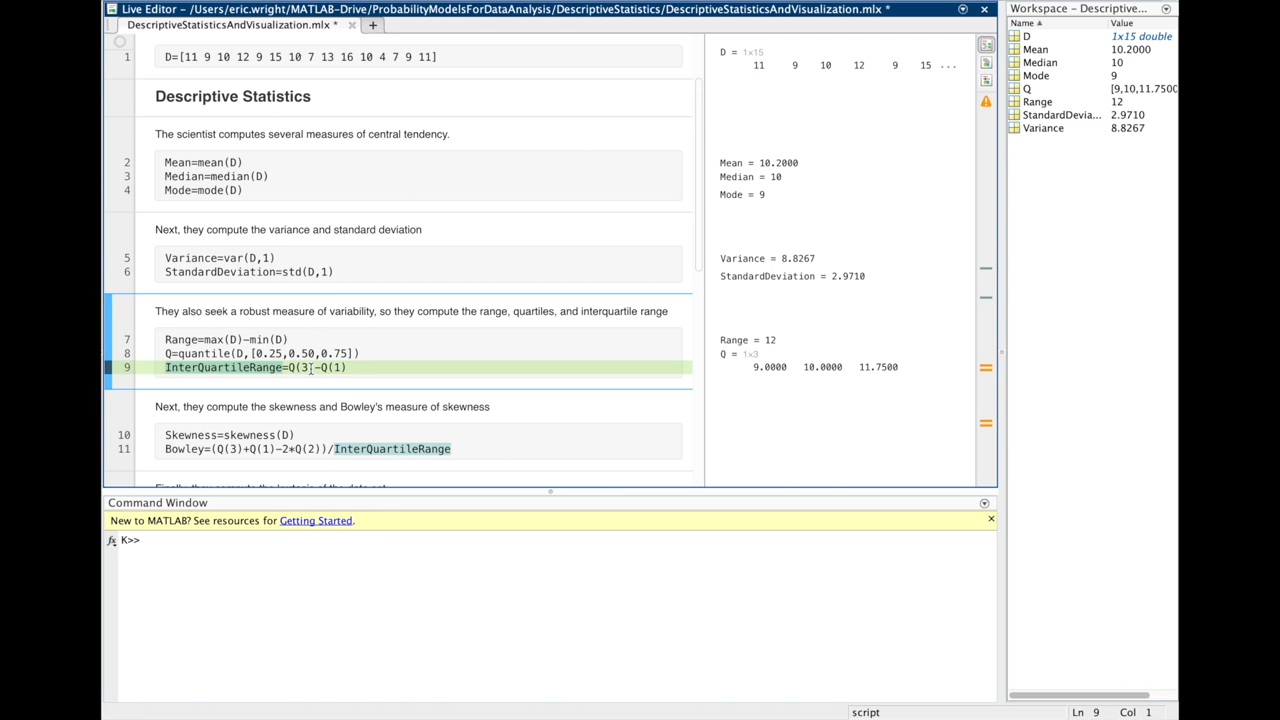 Live Editor - /Users/eric.wright/MATLAB-Drive/ProbabilityModelsForDataAnalysis/DescriptiveStatistics/DescriptiveStatisticsAndVisualization.mlx *
DescriptiveStatisticsAndVisualization.mlx * × +
1 D=[11 9 10 12 9 15 10 7 13 16 10 4 7 9 11]
Descriptive Statistics
The scientist computes several measures of central tendency.
2 Mean=mean(D)
3 Median=median(D)
4 Mode=mode(D)
Next, they compute the variance and standard deviation
5 Variance=var(D,1)
6 StandardDeviation=std(D,1)
They also seek a robust measure of variability, so they compute the range, quartiles, and interquartile range
7 Range=max(D)-min(D)
8 Q=quantile(D,[0.25,0.50,0.75])
9 InterQuartileRange=Q(3)-Q(1)
Next, they compute the skewness and Bowley's measure of skewness
10 Skewness=skewness(D)
11 Bowley=(Q(3)+Q(1)-2*Q(2))/InterQuartileRange
D = 1×15
11 9 10 12 9 15 ...
Mean = 10.2000
Median = 10
Mode = 9
Variance = 8.8267
StandardDeviation = 2.9710
Range = 12
Q = 1×3
9.0000 10.0000 11.7500
Command Window
New to MATLAB? See resources for Getting Started.
fx K>>
Workspace - Descriptive...
Name Value
D 1x15 double
Mean 10.2000
Median 10
Mode 9
Q [9,10,11.7500
Range 12
StandardDevia... 2.9710
Variance 8.8267
script Ln 9 Col 1